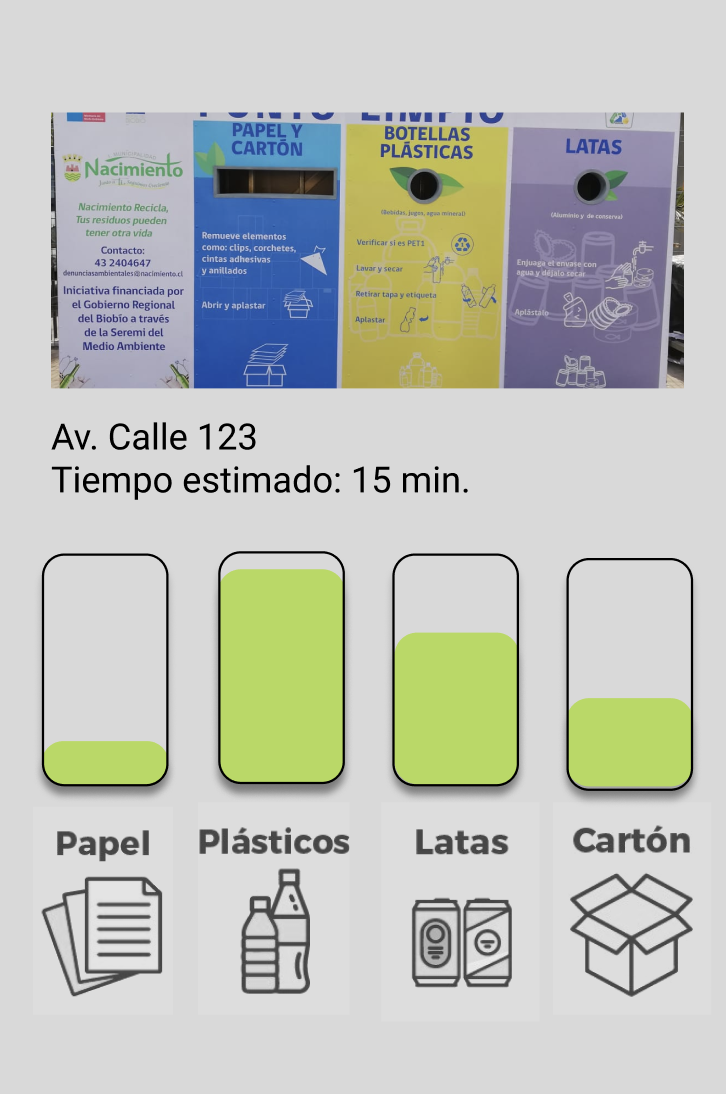 PUNTO LIMPIO
MUNICIPALIDAD
Nacimiento
Nacimiento Recicla,
Tus residuos pueden
tener otra vida
Contacto:
43 2404647
denunciasambientales@nacimiento.cl
Iniciativa financiada por
el Gobierno Regional
del Biobío a través
de la Seremi del
Medio Ambiente
PAPEL Y
CARTÓN
Remueve elementos
como: clips, corchetes,
cintas adhesivas
y anillados
Abrir y aplastar
BOTELLAS
PLÁSTICAS
(Bebidas, jugos, agua mineral)
Verificar si es PET1
Lavar y secar
Retirar tapa y etiqueta
Aplastar
LATAS
(Aluminio y de conserva)
Enjuaga el envase con
agua y déjalo secar
Aplástalo
Av. Calle 123
Tiempo estimado: 15 min.
Papel
Plásticos
Latas
Cartón